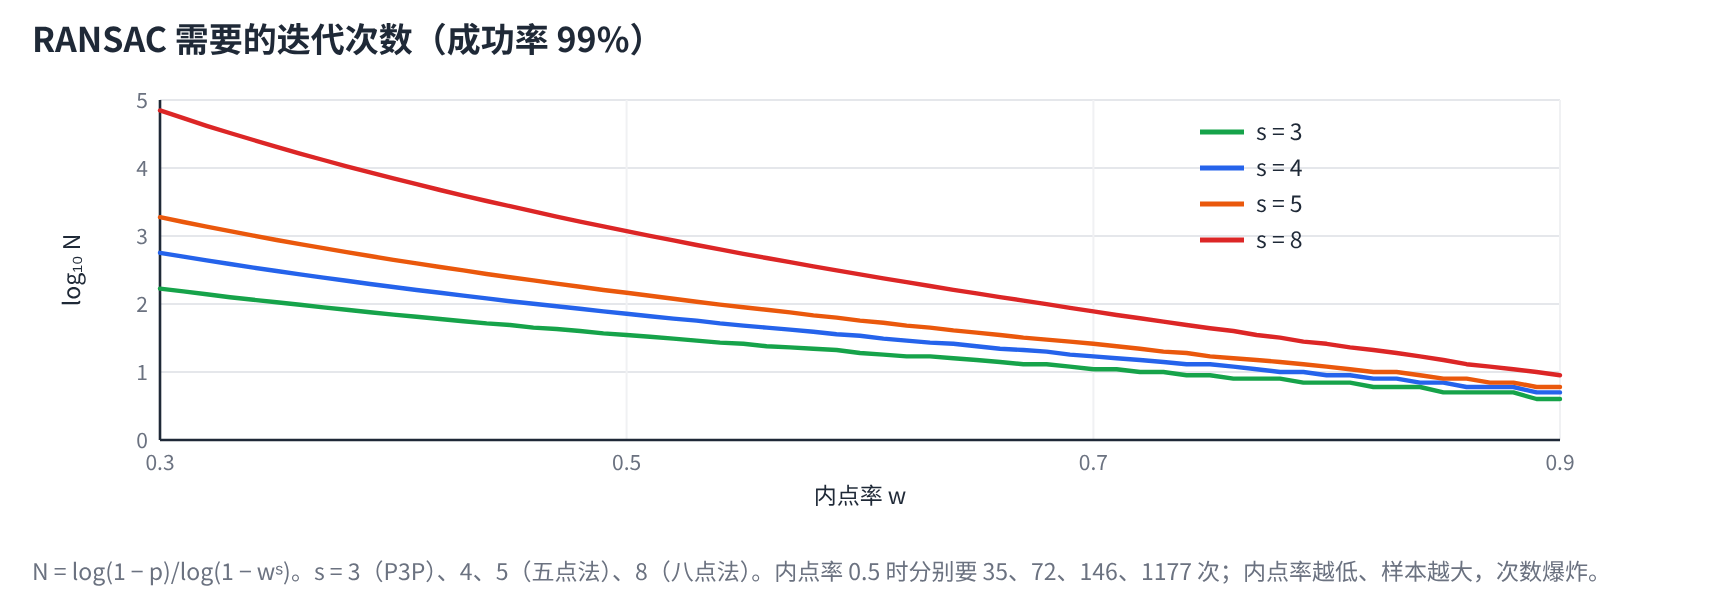 RANSAC 需要的迭代次数（成功率 99%）
5
4
3
2
1
0
log₁₀ N
s = 3
s = 4
s = 5
s = 8
0.3 0.5 0.7 0.9
内点率 w
N = log(1 − p)/log(1 − wˢ)。s = 3（P3P）、4、5（五点法）、8（八点法）。内点率 0.5 时分别要 35、72、146、1177 次；内点率越低、样本越大，次数爆炸。